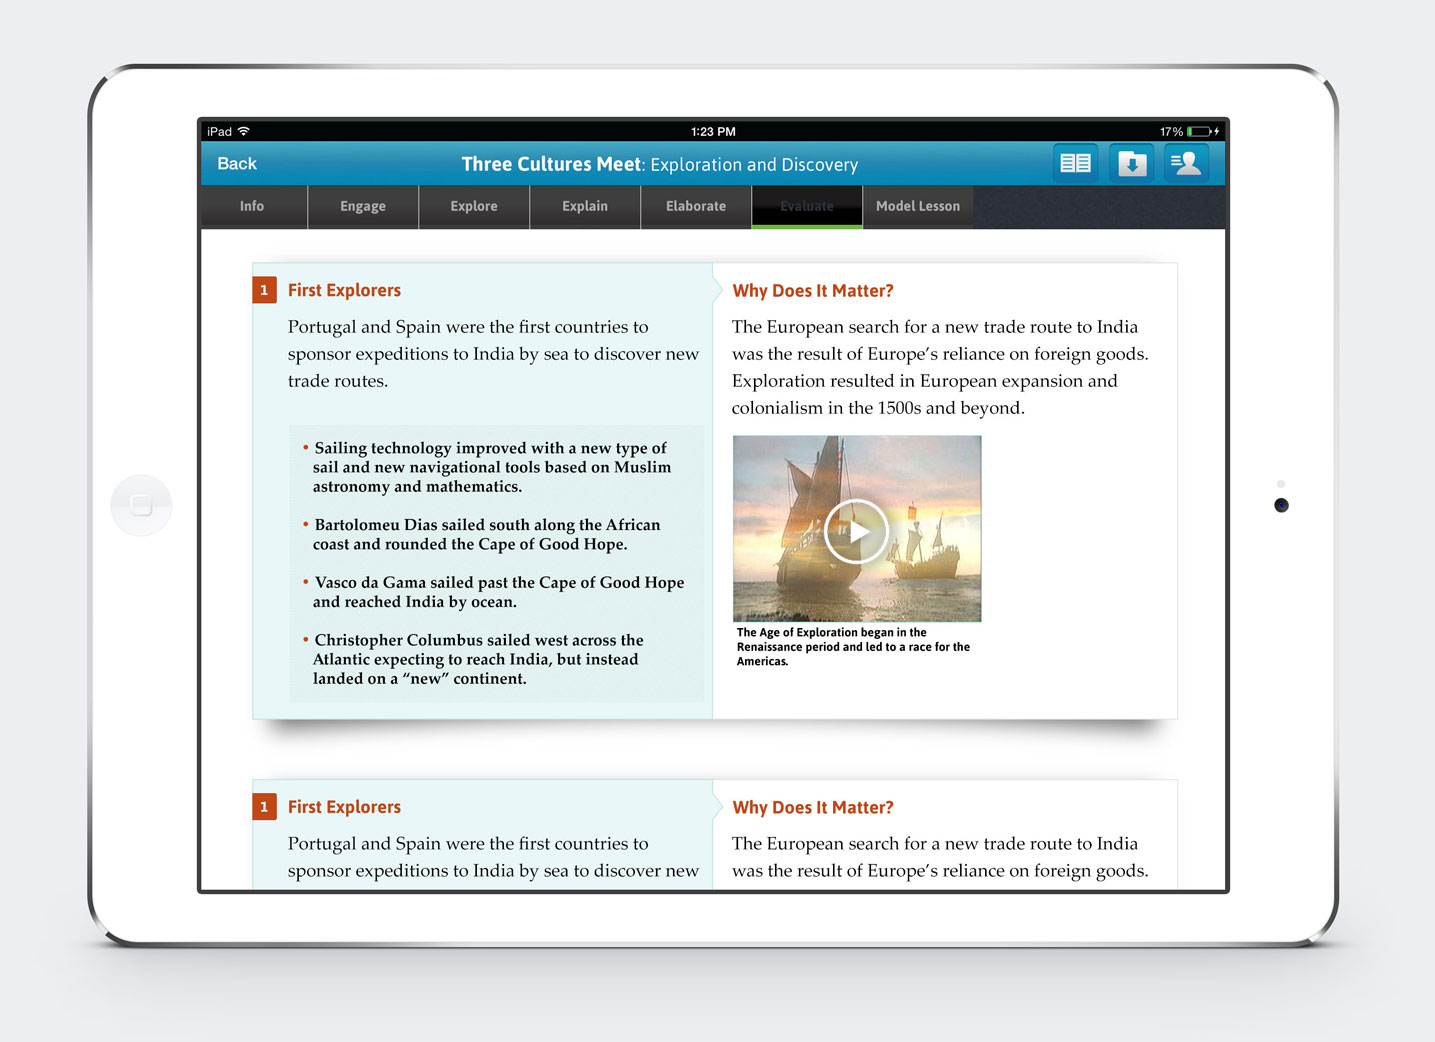 iPad 1:23 PM 17%
Back Three Cultures Meet: Exploration and Discovery
Info Engage Explore Explain Elaborate Evaluate Model Lesson
1 First Explorers
Portugal and Spain were the first countries to
sponsor expeditions to India by sea to discover new
trade routes.
• Sailing technology improved with a new type of
sail and new navigational tools based on Muslim
astronomy and mathematics.
• Bartolomeu Dias sailed south along the African
coast and rounded the Cape of Good Hope.
• Vasco da Gama sailed past the Cape of Good Hope
and reached India by ocean.
• Christopher Columbus sailed west across the
Atlantic expecting to reach India, but instead
landed on a “new” continent.
Why Does It Matter?
The European search for a new trade route to India
was the result of Europe’s reliance on foreign goods.
Exploration resulted in European expansion and
colonialism in the 1500s and beyond.
The Age of Exploration began in the
Renaissance period and led to a race for the
Americas.
1 First Explorers
Portugal and Spain were the first countries to
sponsor expeditions to India by sea to discover new
Why Does It Matter?
The European search for a new trade route to India
was the result of Europe’s reliance on foreign goods.